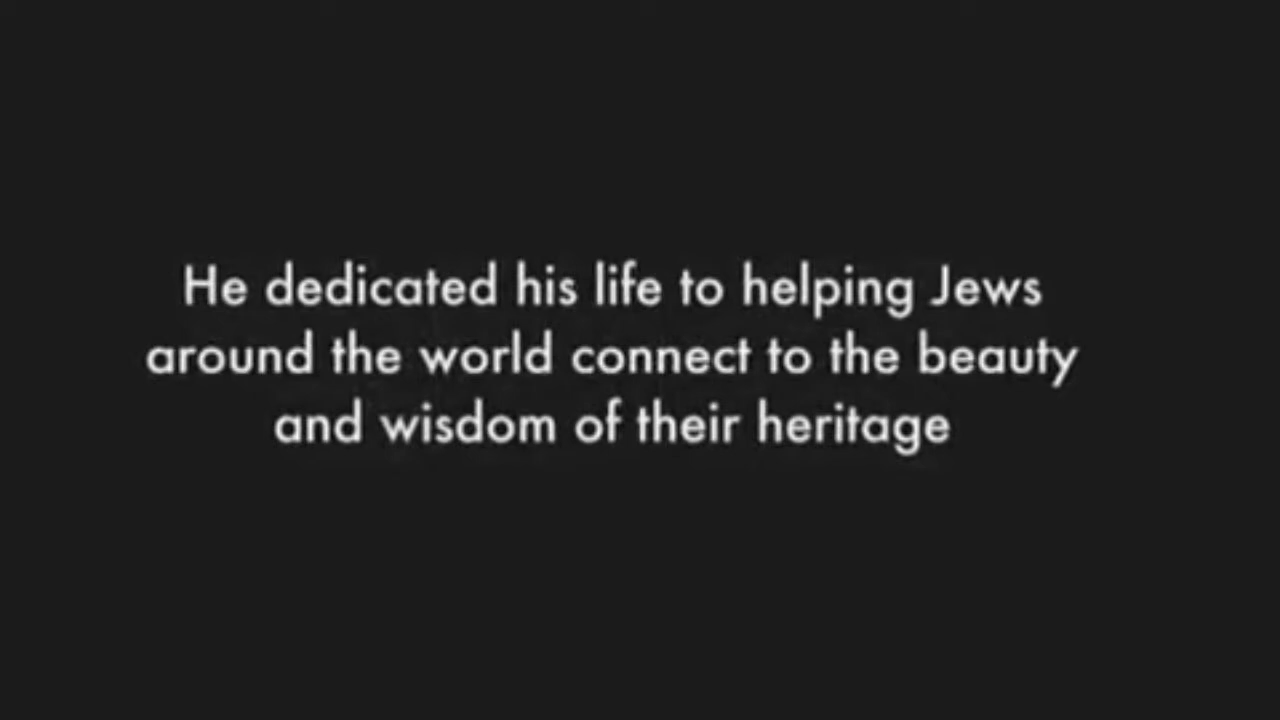 He dedicated his life to helping Jews
around the world connect to the beauty
and wisdom of their heritage